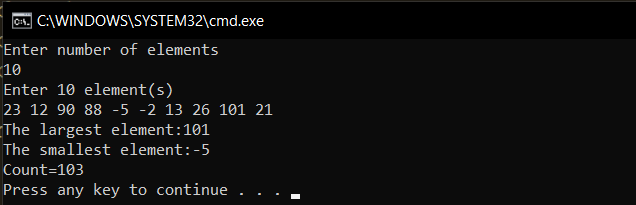 C:\WINDOWS\SYSTEM32\cmd.exe
Enter number of elements
10
Enter 10 element(s)
23 12 90 88 -5 -2 13 26 101 21
The largest element:101
The smallest element:-5
Count=103
Press any key to continue . . .